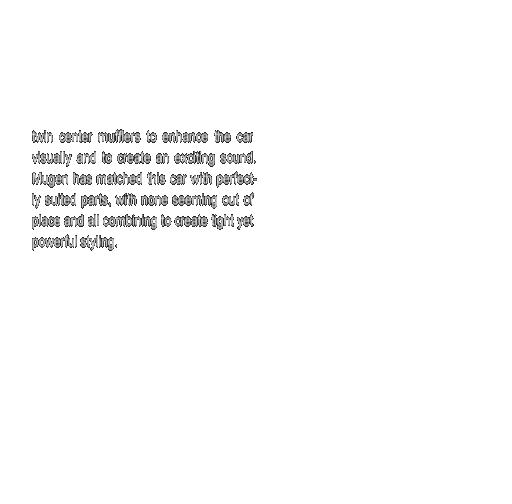 twin center mufflers to enhance the car
visually and to create an exciting sound.
Mugen has matched this car with perfect-
ly suited parts, with none seeming out of
place and all combining to create tight yet
powerful styling.